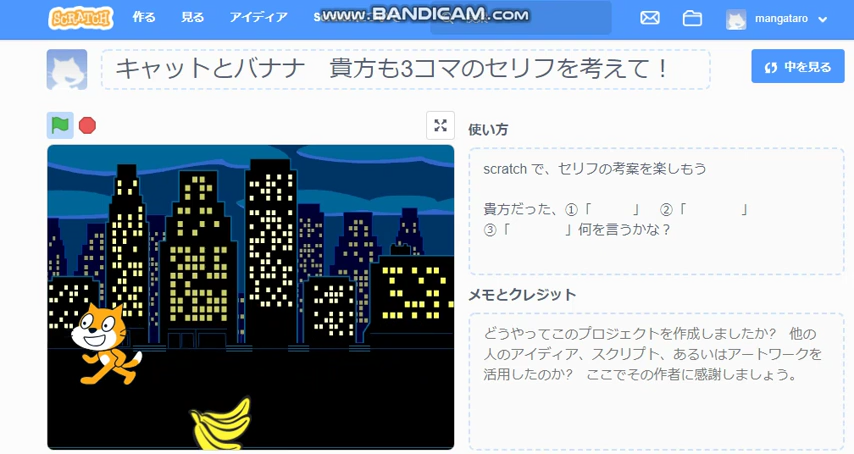 SCRATCH 作る 見る アイディア www.BANDICAM.com mangataro
キャットとバナナ　貴方も3コマのセリフを考えて！ 中を見る
使い方
scratch で、セリフの考案を楽しもう
貴方だった、①「　　　」　②「　　　　」
③「　　　　」何を言うかな？
メモとクレジット
どうやってこのプロジェクトを作成しましたか?　他の
人のアイディア、スクリプト、あるいはアートワークを
活用したのか?　ここでその作者に感謝しましょう。